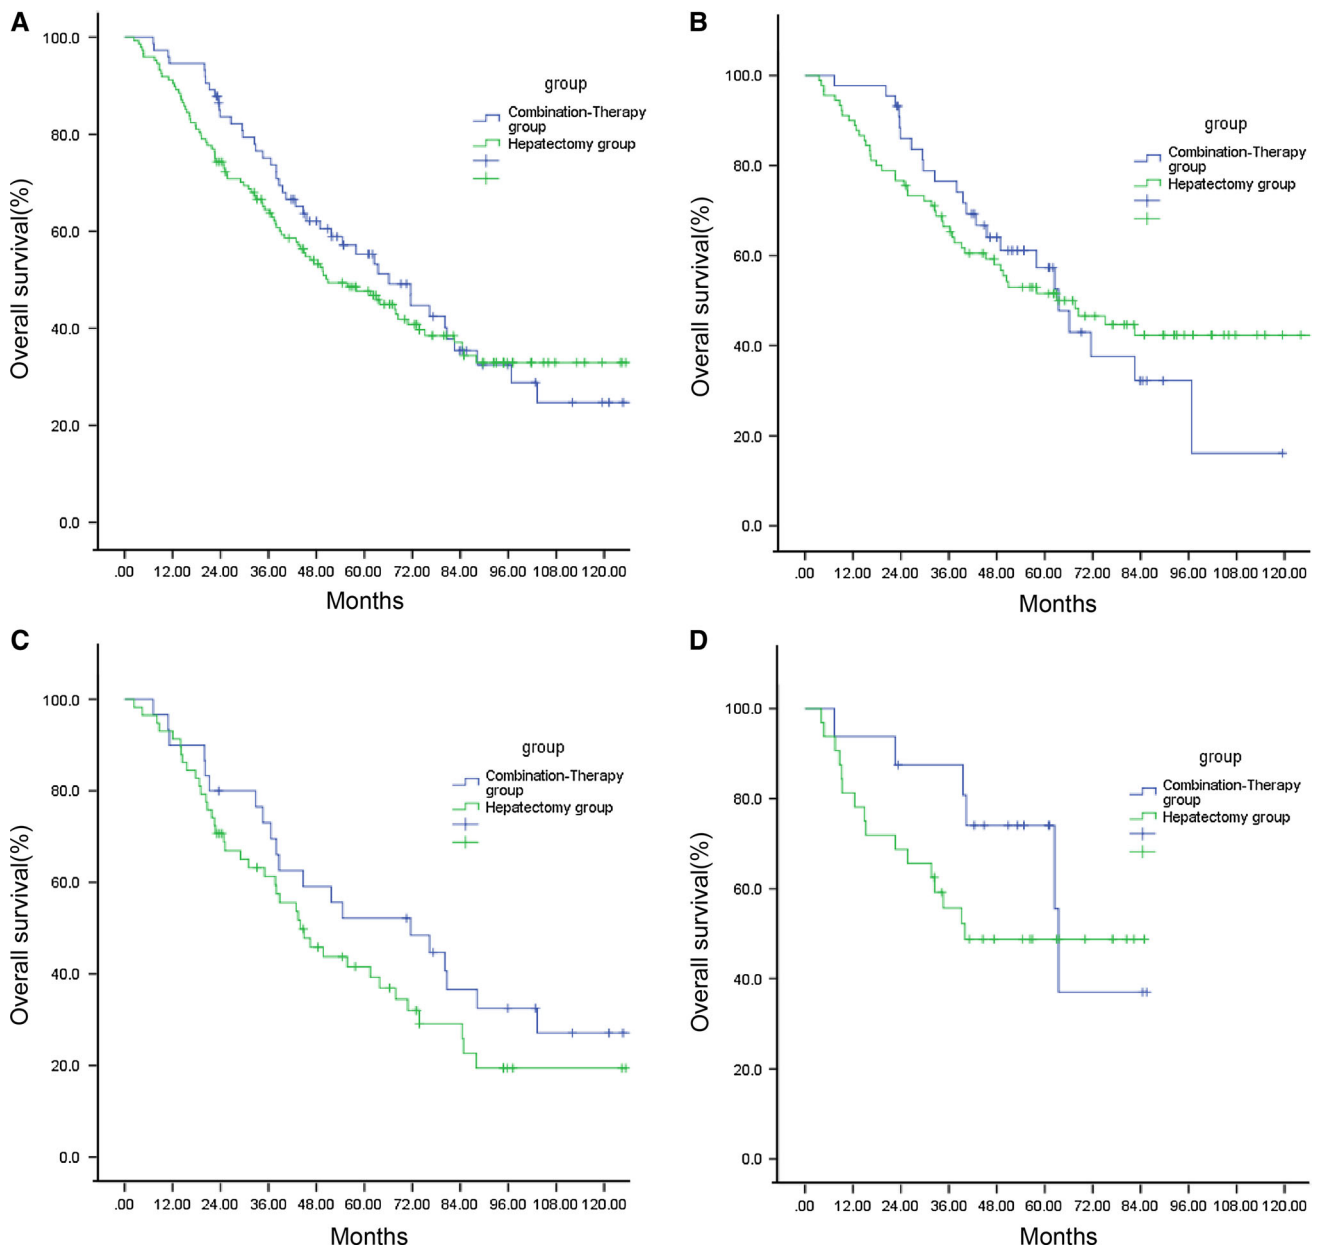 A
100.0
80.0
60.0
40.0
20.0
0.0
Overall survival(%)
group
Combination-Therapy
group
Hepatectomy group
.00 12.00 24.00 36.00 48.00 60.00 72.00 84.00 96.00 108.00 120.00
Months
B
100.0
80.0
60.0
40.0
20.0
0.0
Overall survival(%)
group
Combination-Therapy
group
Hepatectomy group
.00 12.00 24.00 36.00 48.00 60.00 72.00 84.00 96.00 108.00 120.00
Months
C
100.0
80.0
60.0
40.0
20.0
0.0
Overall survival(%)
group
Combination-Therapy
group
Hepatectomy group
.00 12.00 24.00 36.00 48.00 60.00 72.00 84.00 96.00 108.00 120.00
Months
D
100.0
80.0
60.0
40.0
20.0
0.0
Overall survival(%)
group
Combination-Therapy
group
Hepatectomy group
.00 12.00 24.00 36.00 48.00 60.00 72.00 84.00 96.00 108.00 120.00
Months